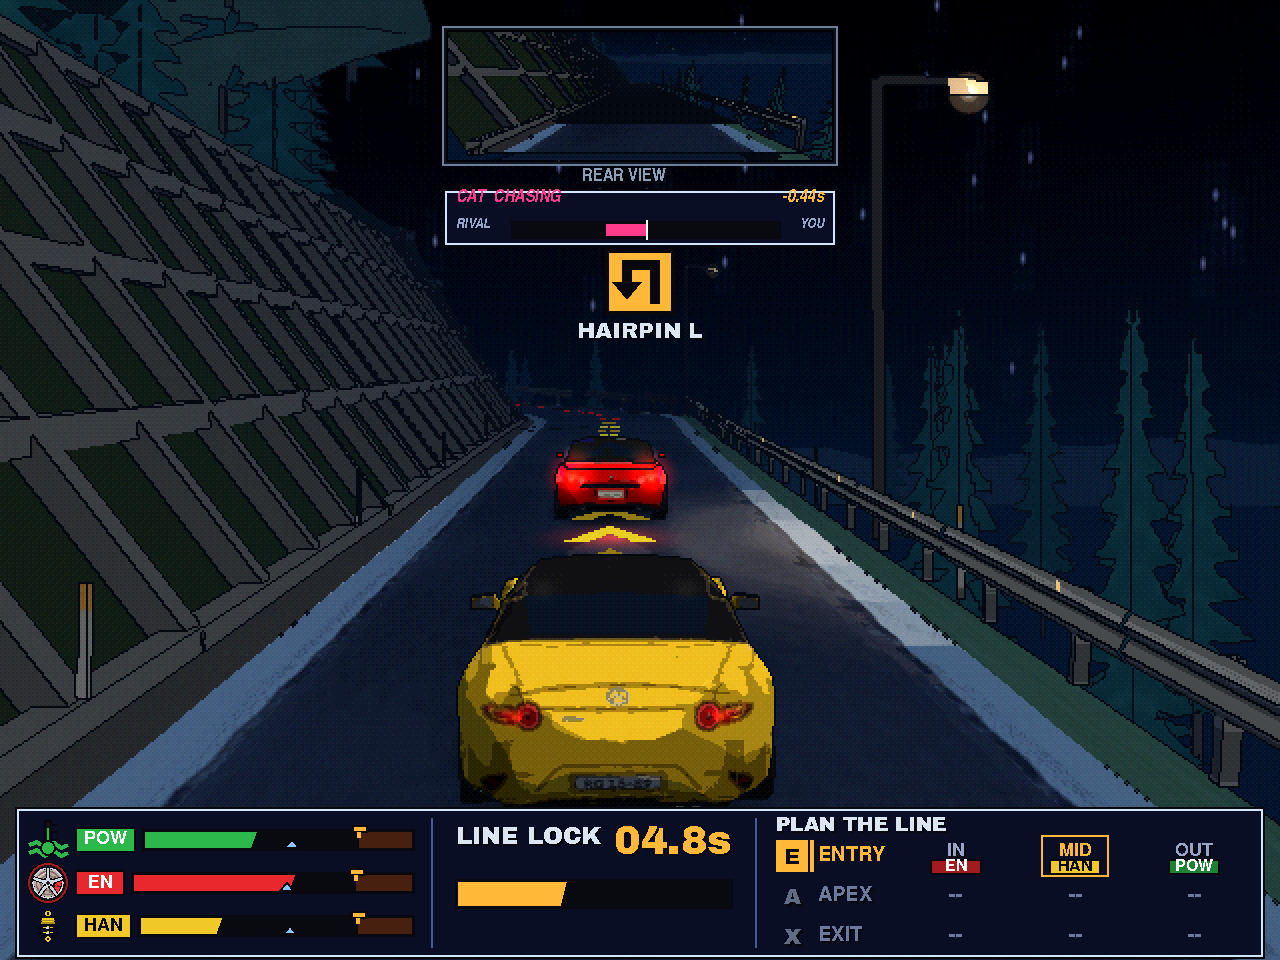 REAR VIEW
CAT CHASING -0.44s
RIVAL YOU
HAIRPIN L
POW
EN
HAN
LINE LOCK 04.8s
PLAN THE LINE
E ENTRY IN EN MID HAN OUT POW
A APEX -- -- --
X EXIT -- -- --